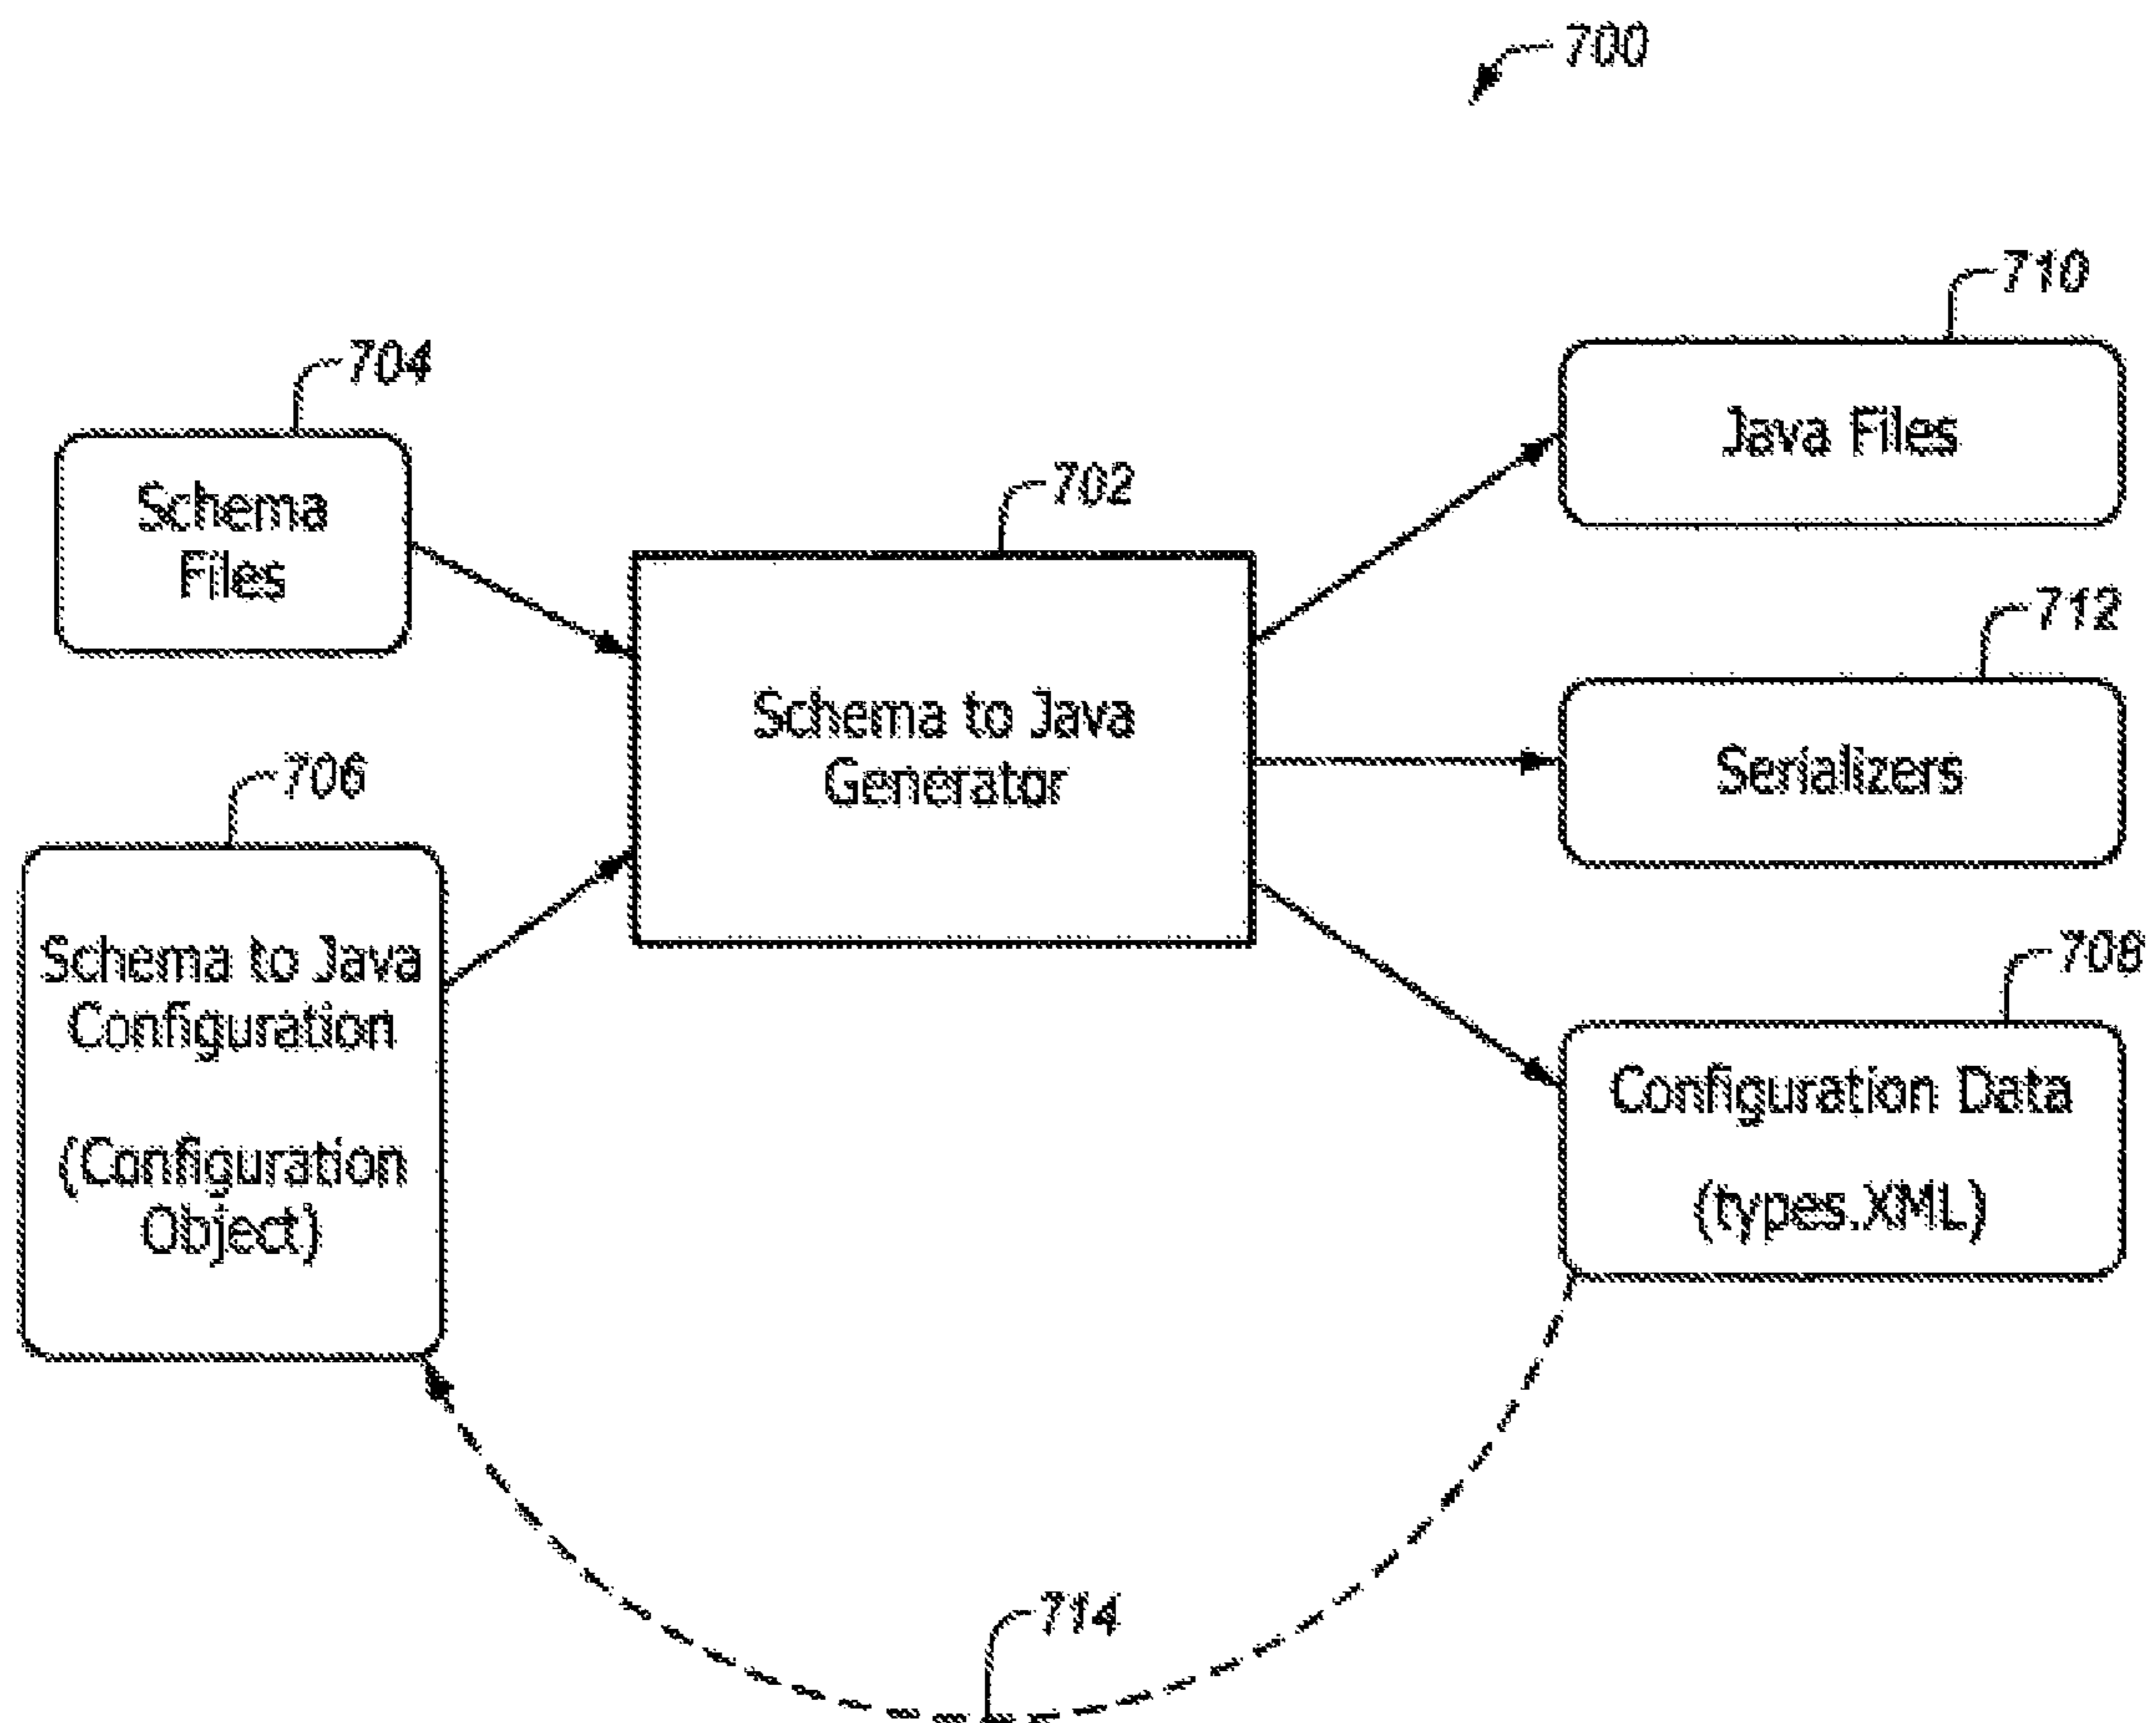 700
710
704
Java Files
702
Schema
Files
712
Schema to Java
Generator
706
Serializers
708
Schema to Java
Configuration
(Configuration
Object)
Configuration Data
(types.XML)
714